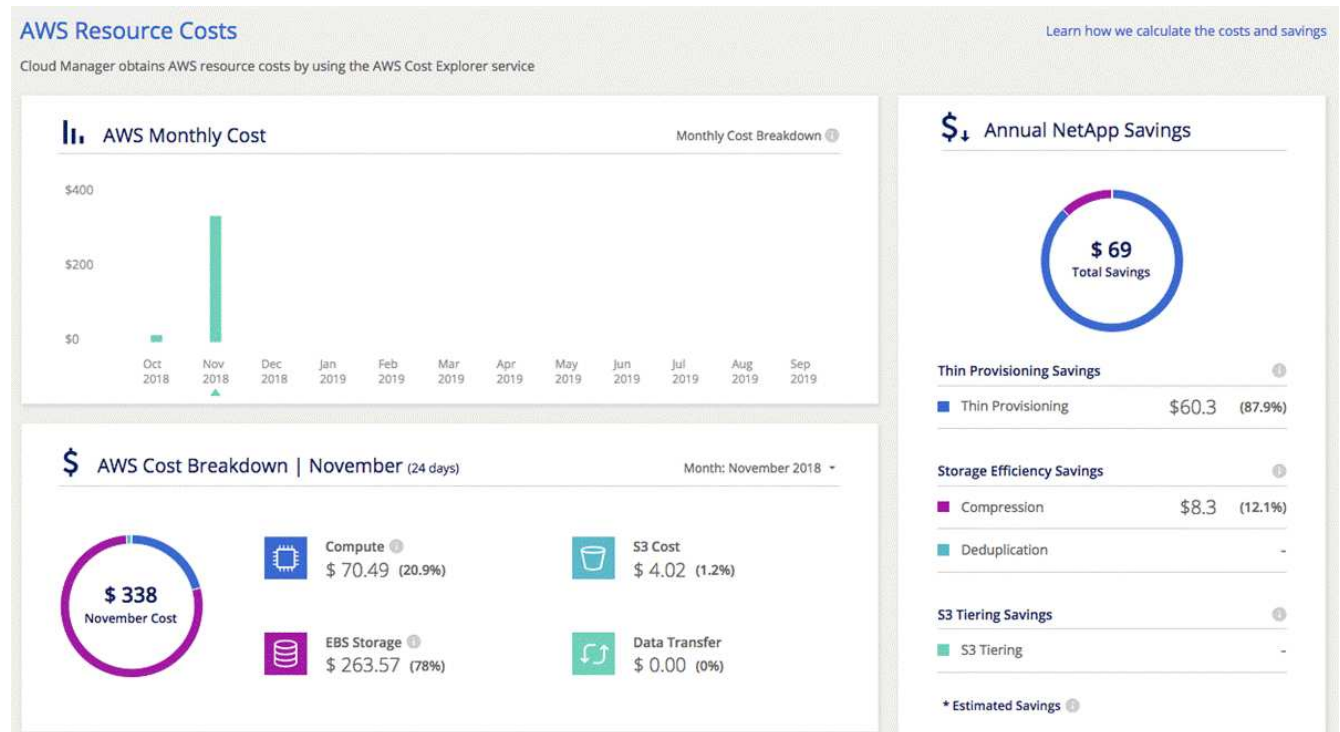 AWS Resource Costs
Learn how we calculate the costs and savings
Cloud Manager obtains AWS resource costs by using the AWS Cost Explorer service
AWS Monthly Cost
Monthly Cost Breakdown
$400
$200
$0
Oct Nov Dec Jan Feb Mar Apr May Jun Jul Aug Sep
2018 2018 2018 2019 2019 2019 2019 2019 2019 2019 2019 2019
AWS Cost Breakdown | November (24 days)
Month: November 2018
$ 338
November Cost
Compute
$ 70.49 (20.9%)
S3 Cost
$ 4.02 (1.2%)
EBS Storage
$ 263.57 (78%)
Data Transfer
$ 0.00 (0%)
Annual NetApp Savings
$ 69
Total Savings
Thin Provisioning Savings
Thin Provisioning $60.3 (87.9%)
Storage Efficiency Savings
Compression $8.3 (12.1%)
Deduplication -
S3 Tiering Savings
S3 Tiering -
* Estimated Savings